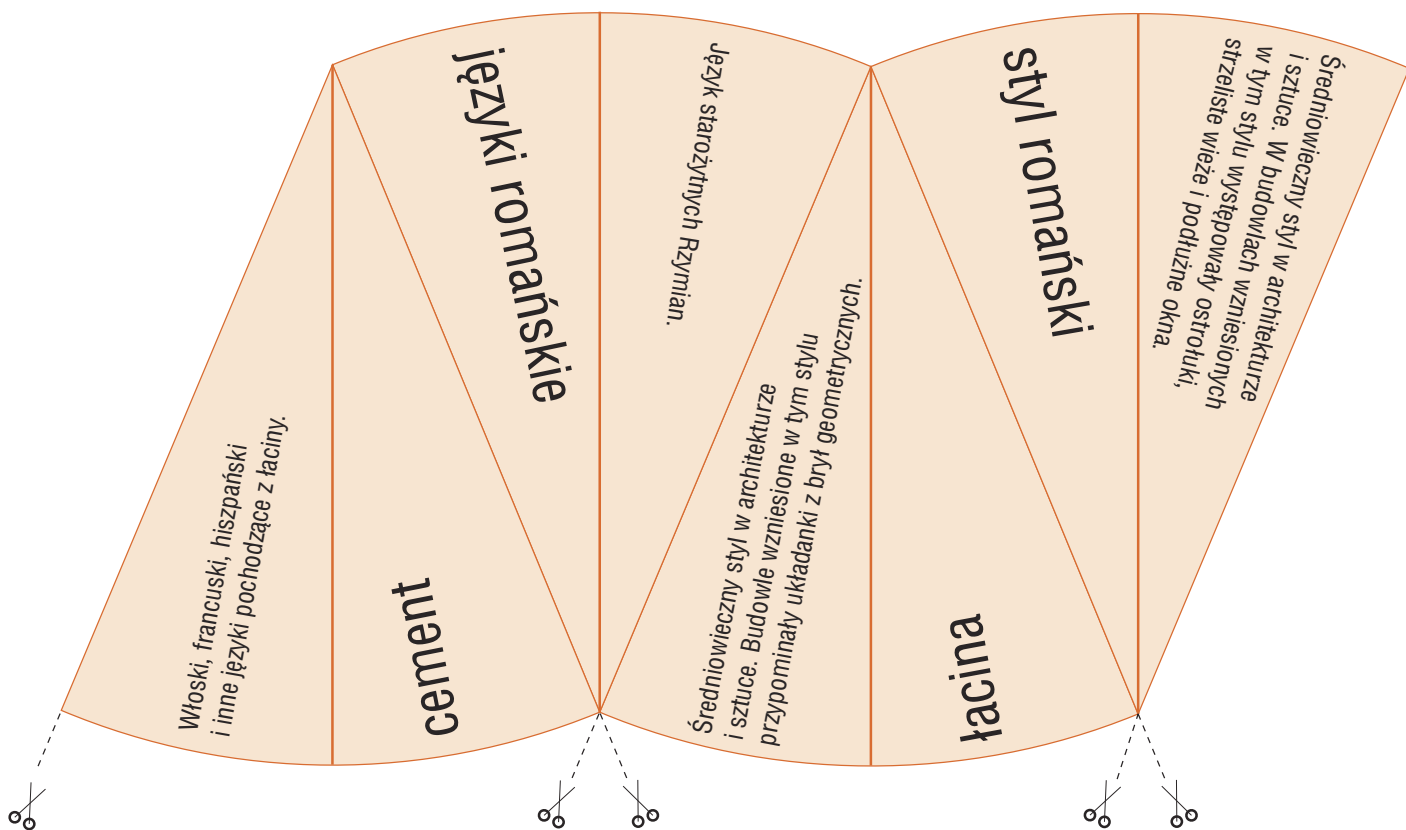 Włoski, francuski, hiszpański
i inne języki pochodzące z łaciny.
cement
języki romańskie
Język starożytnych Rzymian.
Średniowieczny styl w architekturze
i sztuce. Budowle wzniesione w tym stylu
przypominały układanki z brył geometrycznych.
łacina
styl romański
Średniowieczny styl w architekturze
i sztuce. W budowlach wzniesionych
w tym stylu występowały ostrołuki,
strzeliste wieże i podłużne okna.